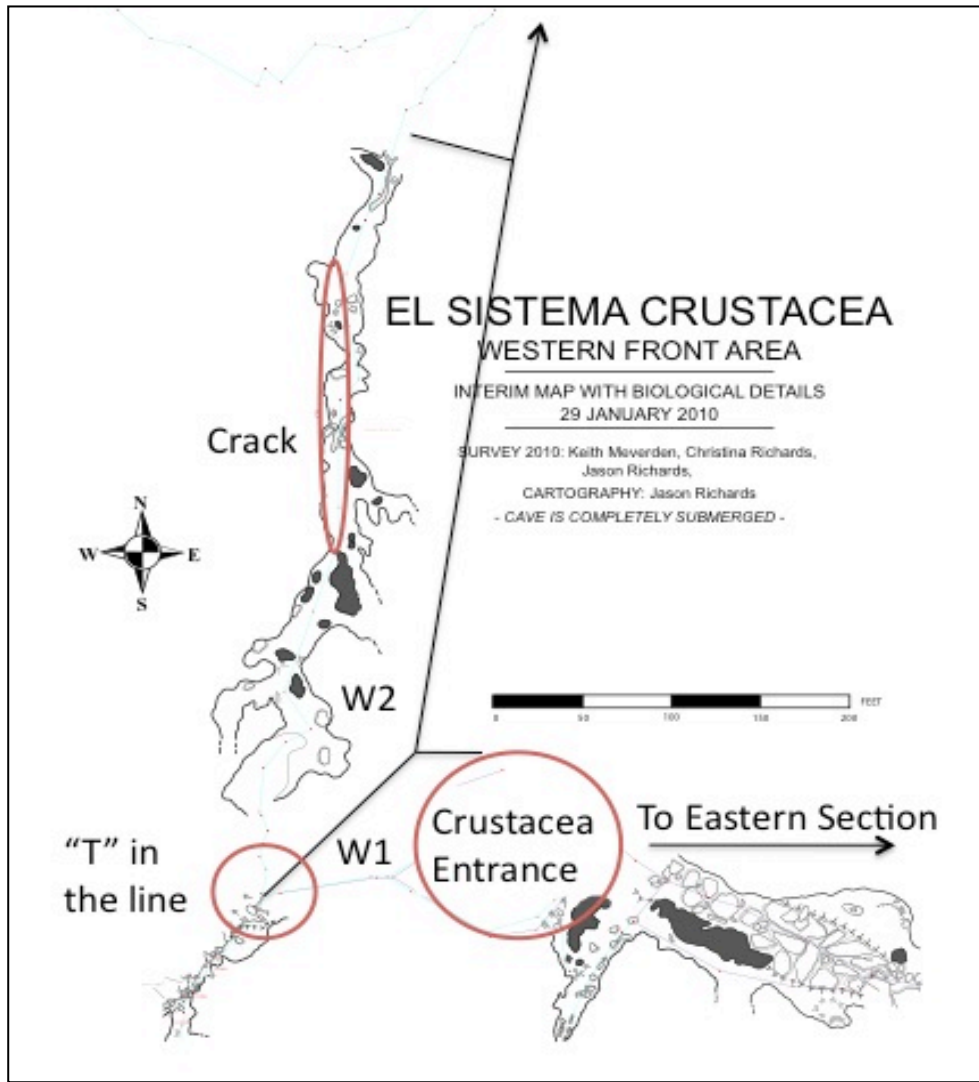 EL SISTEMA CRUSTACEA
WESTERN FRONT AREA
INTERIM MAP WITH BIOLOGICAL DETAILS
29 JANUARY 2010
SURVEY 2010: Keith Meverden, Christina Richards,
Jason Richards,
CARTOGRAPHY: Jason Richards
- CAVE IS COMPLETELY SUBMERGED -
Crack
N
W E
S
W2
FEET
0 50 100 150 200
"T" in
the line
W1
Crustacea
Entrance
To Eastern Section